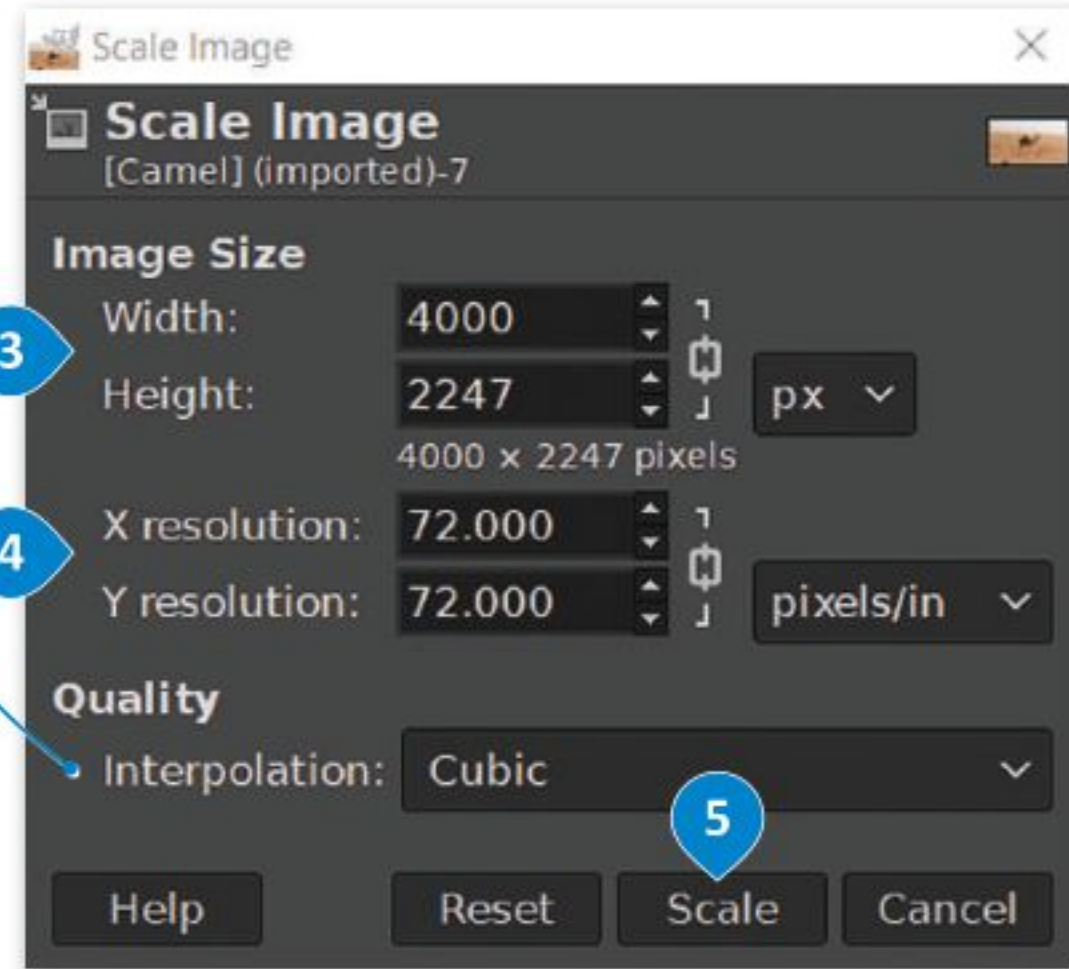 Scale Image
Scale Image
[Camel] (imported)-7
Image Size
3
Width: 4000
Height: 2247 px
4000 × 2247 pixels
4
X resolution: 72.000
Y resolution: 72.000 pixels/in
Quality
Interpolation: Cubic
5
Help Reset Scale Cancel